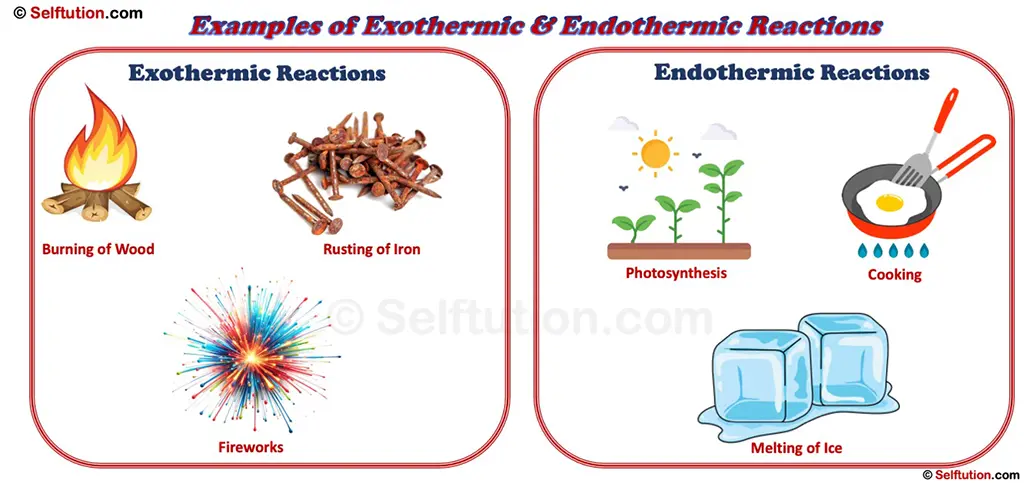 © Selftution.com
Examples of Exothermic & Endothermic Reactions
Exothermic Reactions
Burning of Wood
Rusting of Iron
Fireworks
Endothermic Reactions
Photosynthesis
Cooking
Melting of Ice
© Selftution.com
© Selftution.com